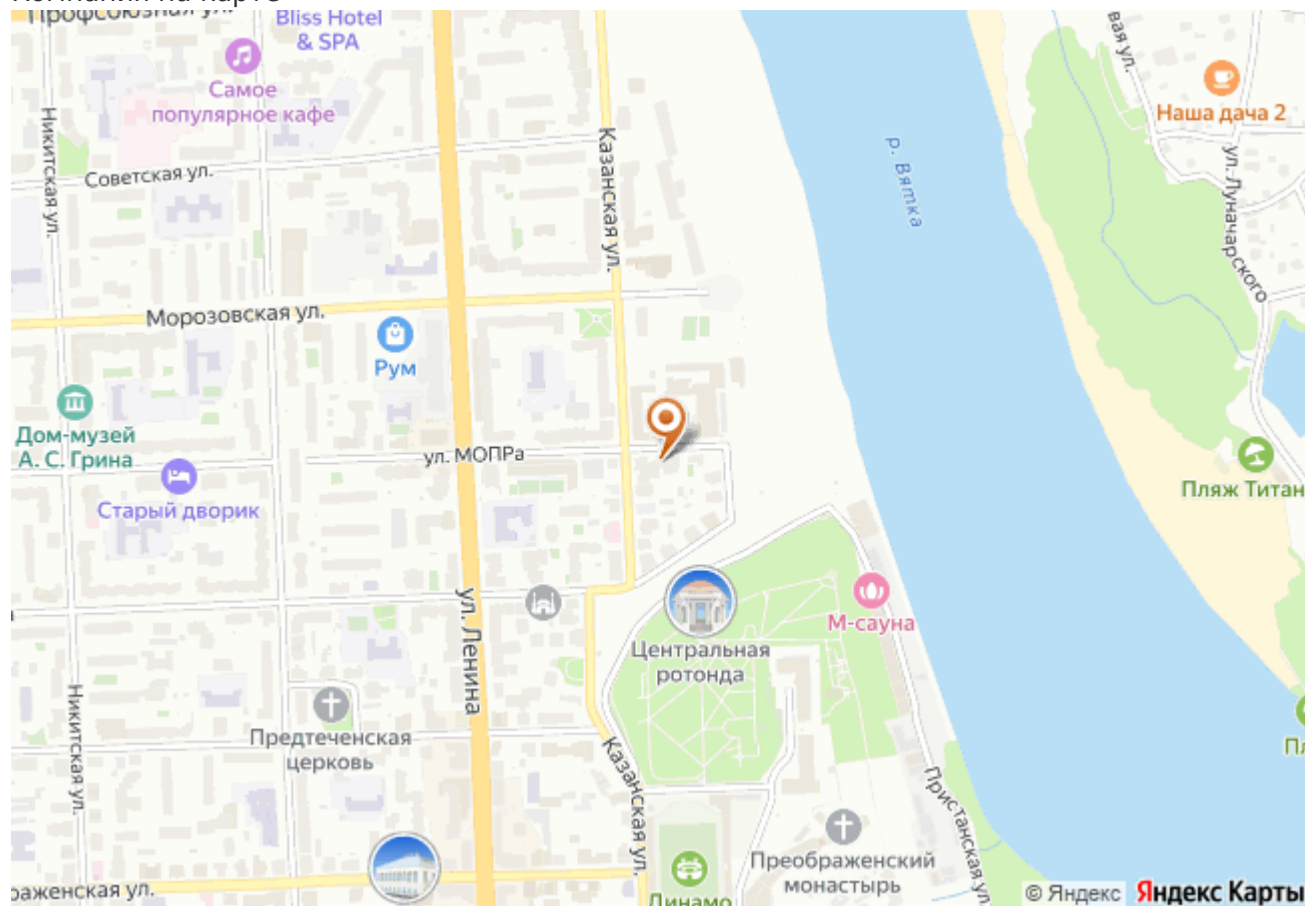 Профсоюзная ул.
Bliss Hotel
& SPA
Самое
популярное кафе
Наша дача 2
Никитская ул.
Казанская ул.
р. Вятка
ул. Луначарского
Советская ул.
Морозовская ул.
Рум
Дом-музей
А. С. Грина
ул. МОПРа
Старый дворик
Пляж Титан
ул. Ленина
М-сауна
Центральная
ротонда
Никитская ул.
Предтеченская
церковь
Казанская ул.
Пристанская ул
Преображенский
монастырь
раженская ул.
Динамо
© Яндекс Яндекс Карты